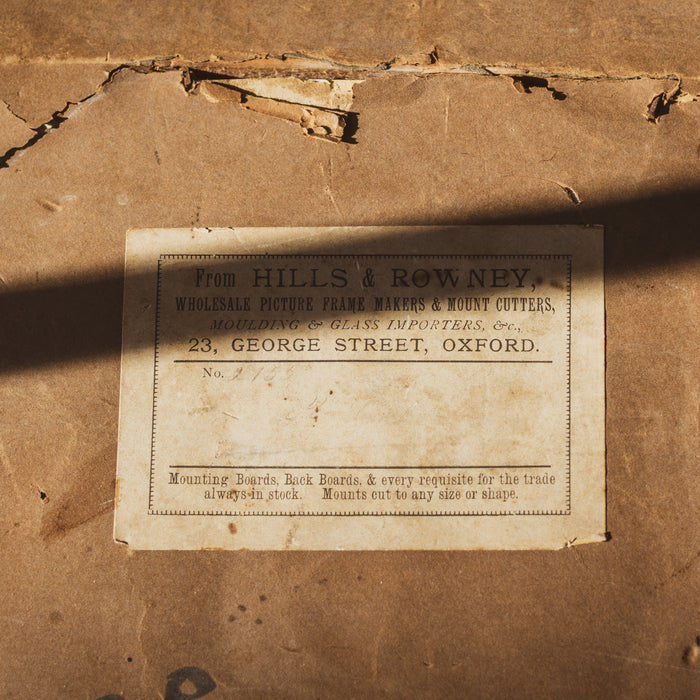 From HILLS & ROWNEY,
WHOLESALE PICTURE FRAME MAKERS & MOUNT CUTTERS,
MOULDING & GLASS IMPORTERS, &c.,
23, GEORGE STREET, OXFORD.
No.
Mounting Boards, Back Boards, & every requisite for the trade
always in stock. Mounts cut to any size or shape.